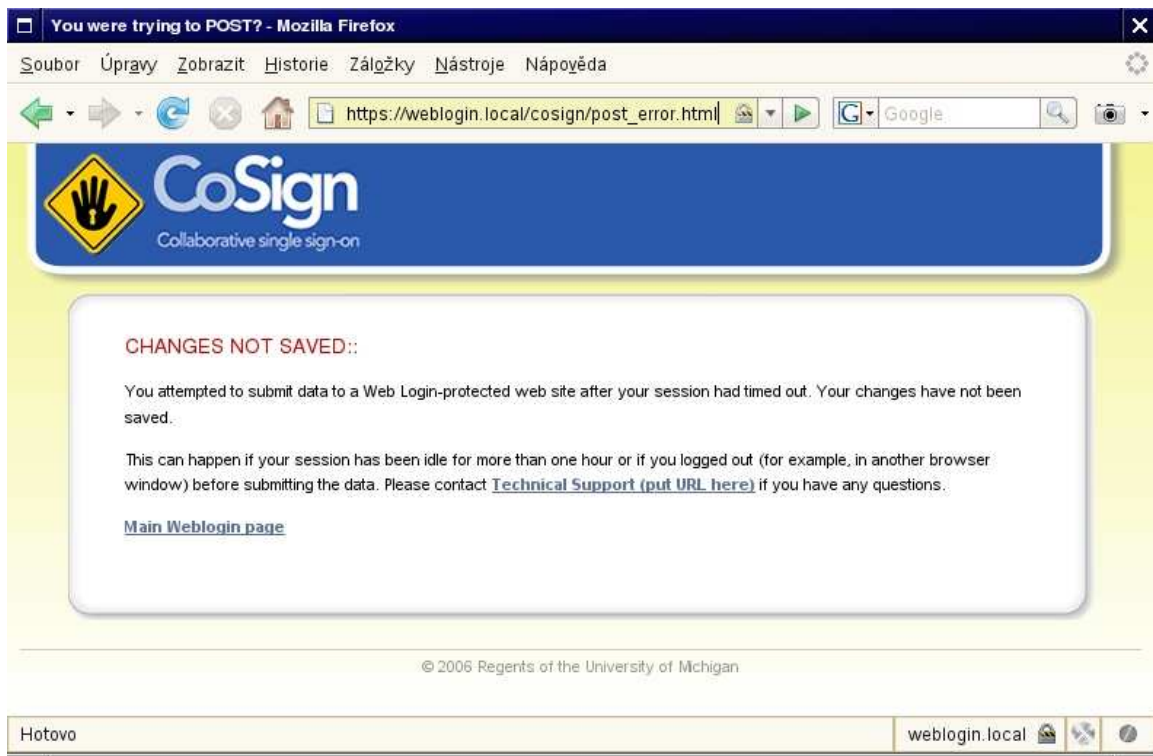 You were trying to POST? - Mozilla Firefox
Soubor Úpravy Zobrazit Historie Záložky Nástroje Nápověda
https://weblogin.local/cosign/post_error.html G Google
CoSign
Collaborative single sign-on
CHANGES NOT SAVED::
You attempted to submit data to a Web Login-protected web site after your session had timed out. Your changes have not been
saved.
This can happen if your session has been idle for more than one hour or if you logged out (for example, in another browser
window) before submitting the data. Please contact Technical Support (put URL here) if you have any questions.
Main Weblogin page
© 2006 Regents of the University of Michigan
Hotovo weblogin.local